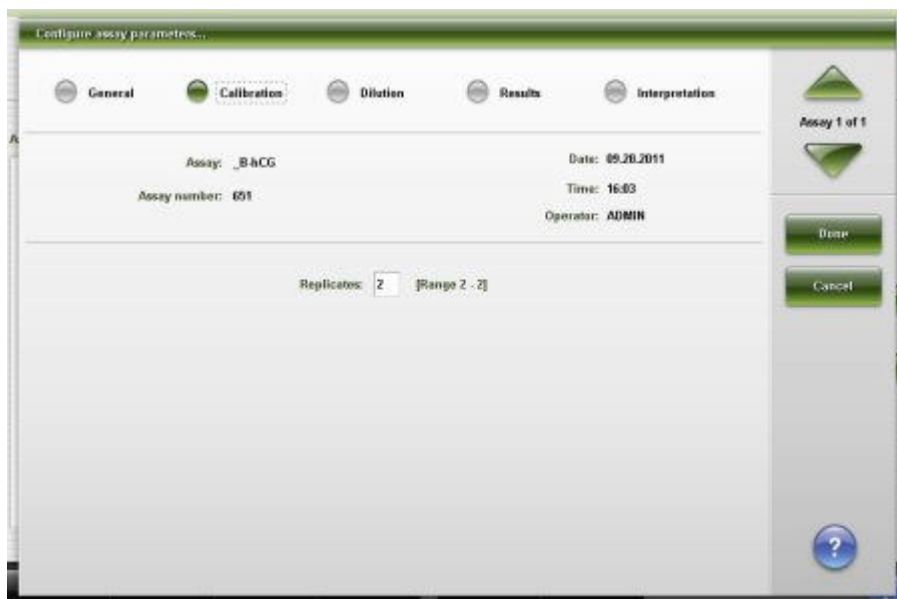 Configure assay parameters...
General Calibration Dilution Results Interpretation
Assay 1 of 1
Assay: _B-hCG
Date: 09.20.2011
Assay number: 651
Time: 16:03
Operator: ADMIN
Done
Replicates: 2 [Range 2 - 2]
Cancel
?